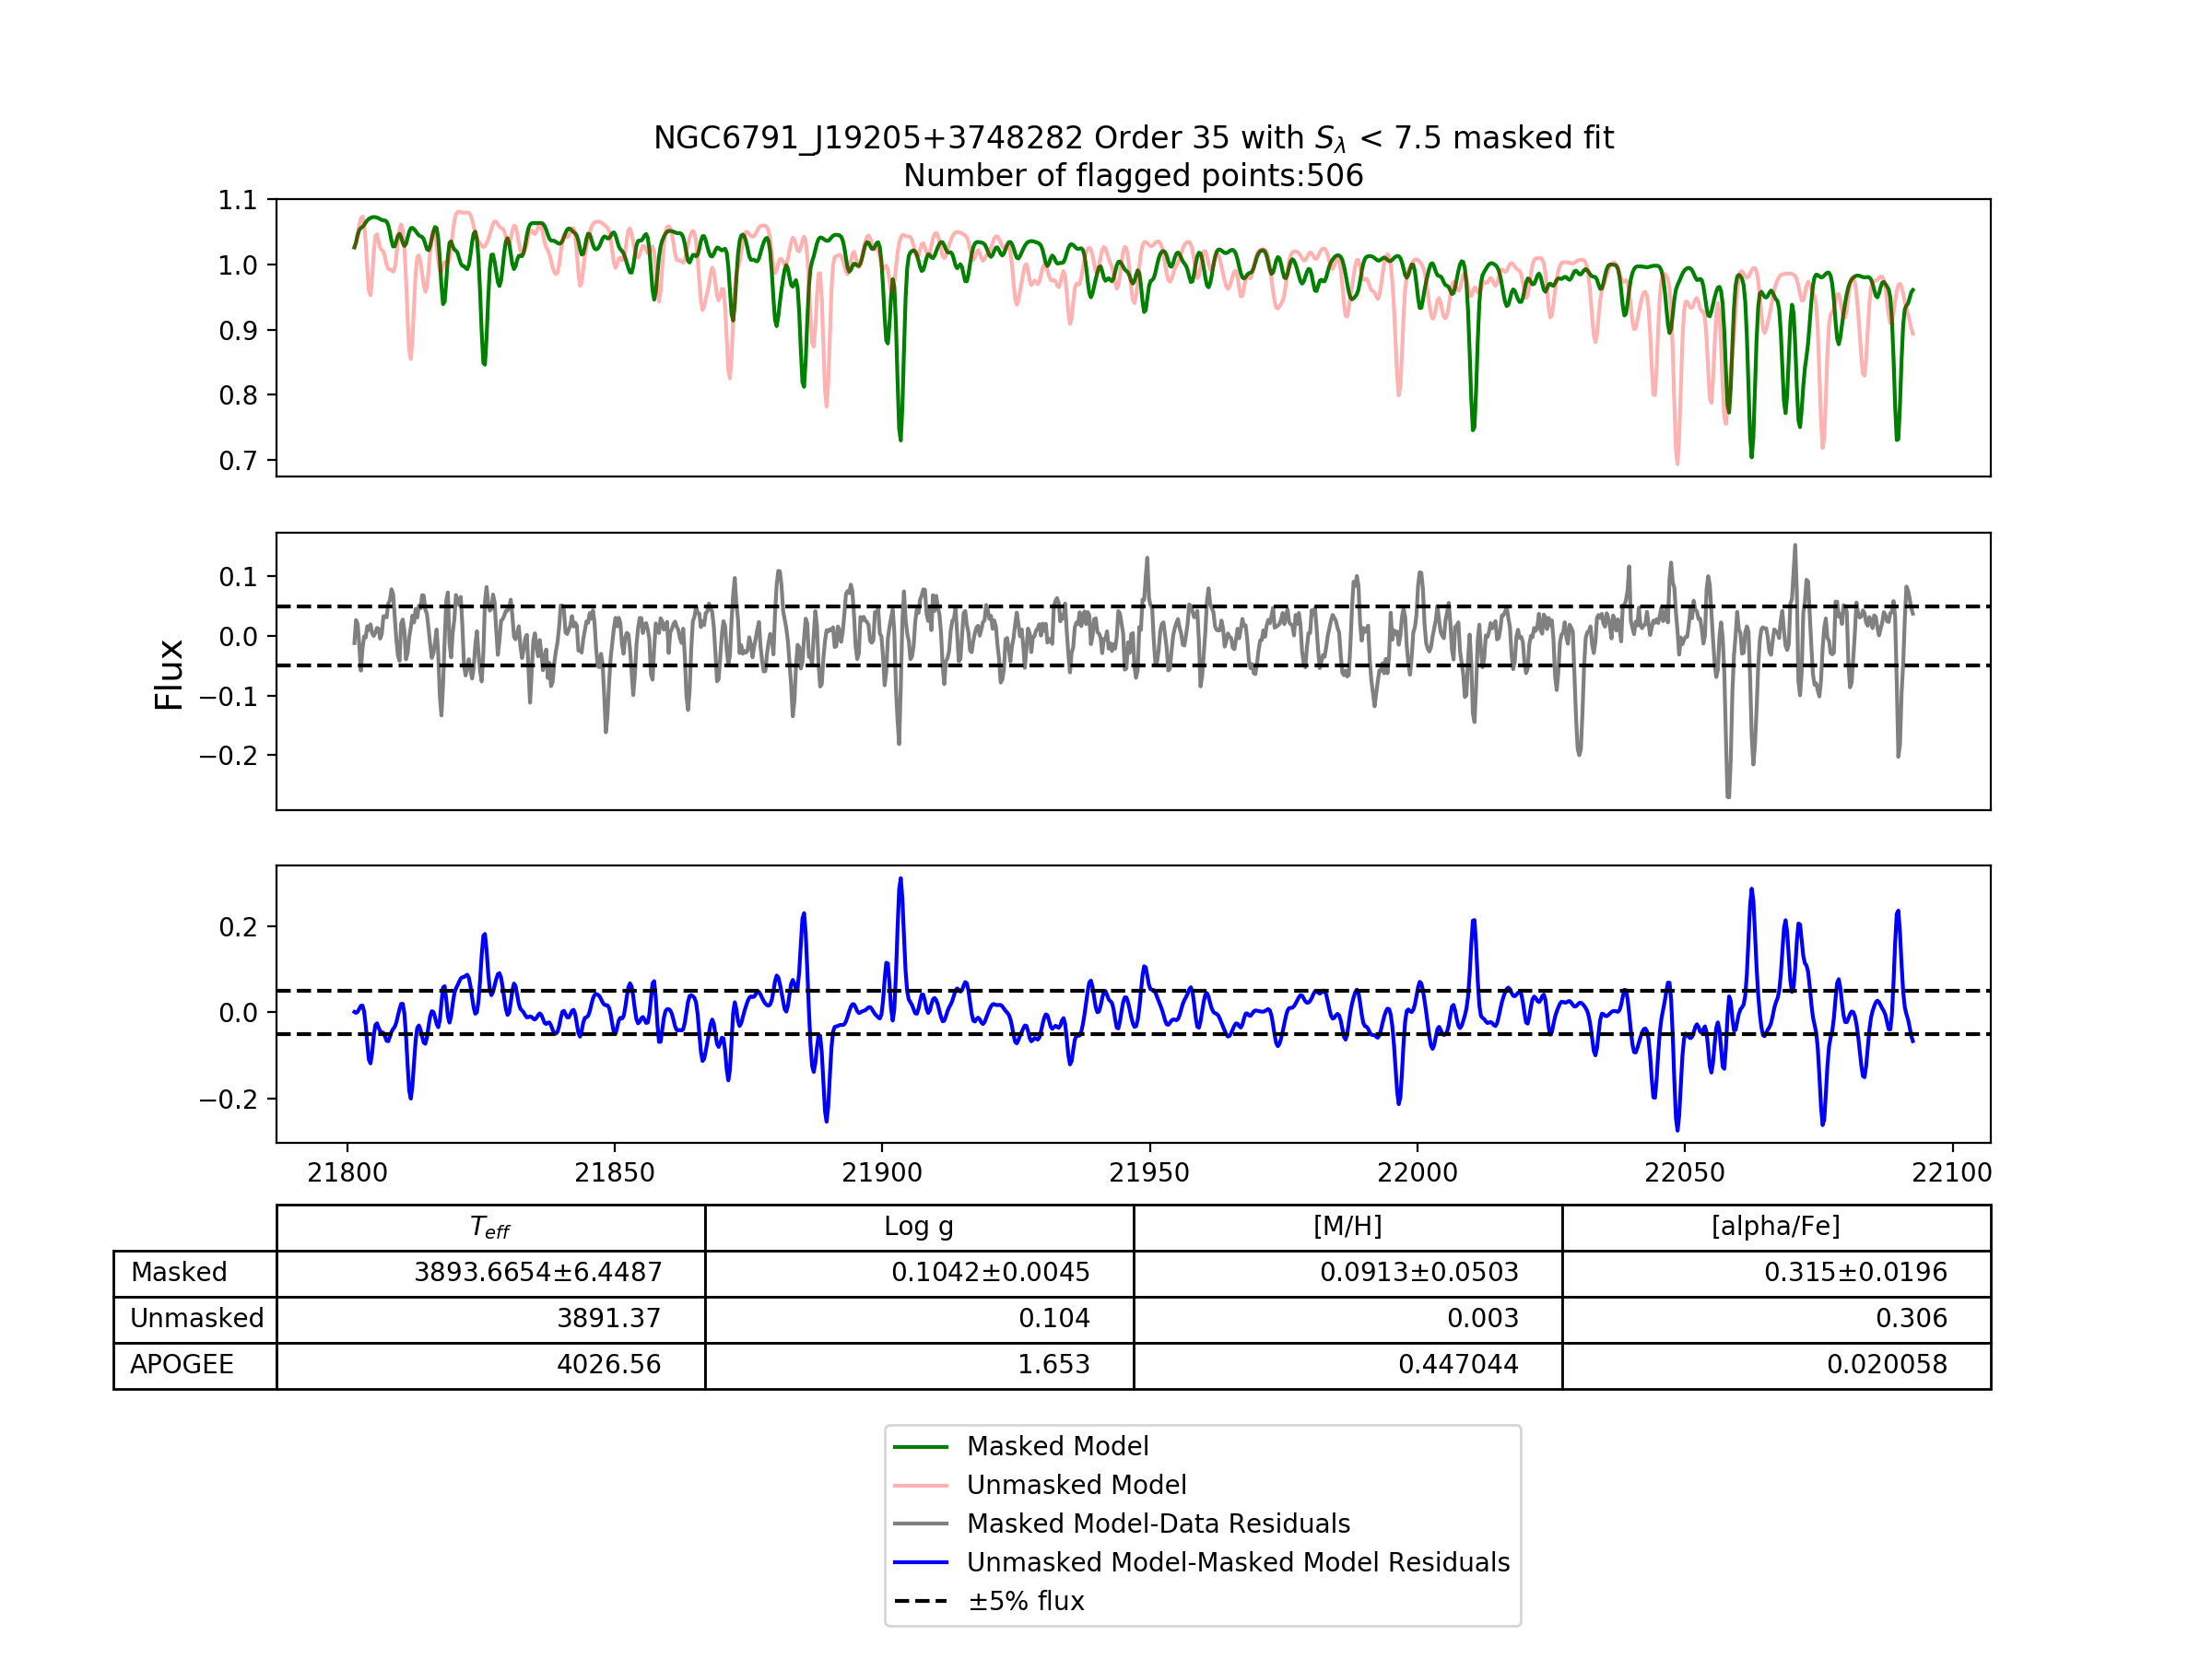 NGC6791_J19205+3748282 Order 35 with Sλ < 7.5 masked fit
Number of flagged points:506
1.1
1.0
0.9
0.8
0.7
Flux
0.1
0.0
−0.1
−0.2
0.2
0.0
−0.2
21800 21850 21900 21950 22000 22050 22100
Teff Log g [M/H] [alpha/Fe]
Masked 3893.6654±6.4487 0.1042±0.0045 0.0913±0.0503 0.315±0.0196
Unmasked 3891.37 0.104 0.003 0.306
APOGEE 4026.56 1.653 0.447044 0.020058
Masked Model
Unmasked Model
Masked Model-Data Residuals
Unmasked Model-Masked Model Residuals
±5% flux